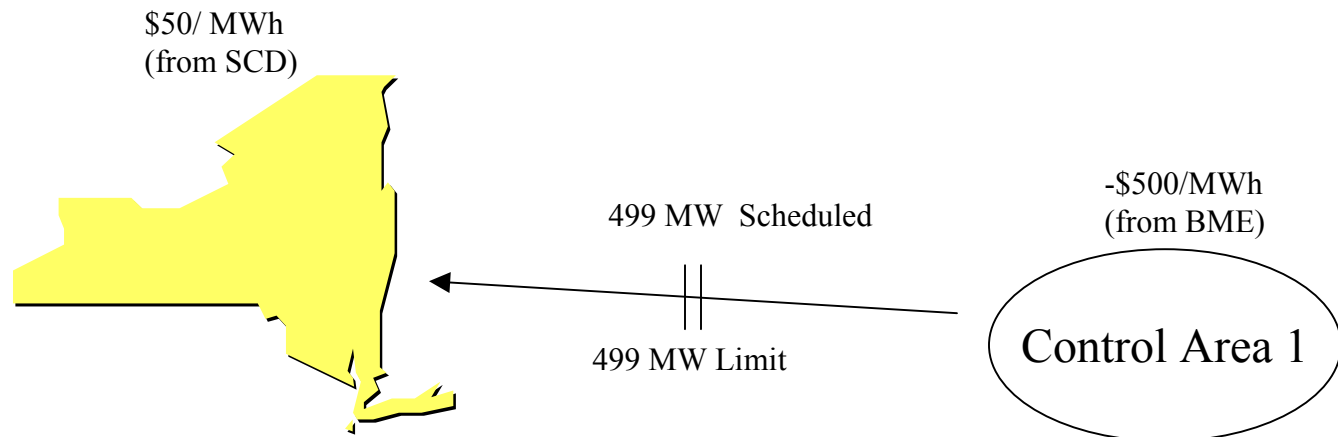 $50/ MWh
(from SCD)
-$500/MWh
(from BME)
499 MW Scheduled
499 MW Limit
Control Area 1